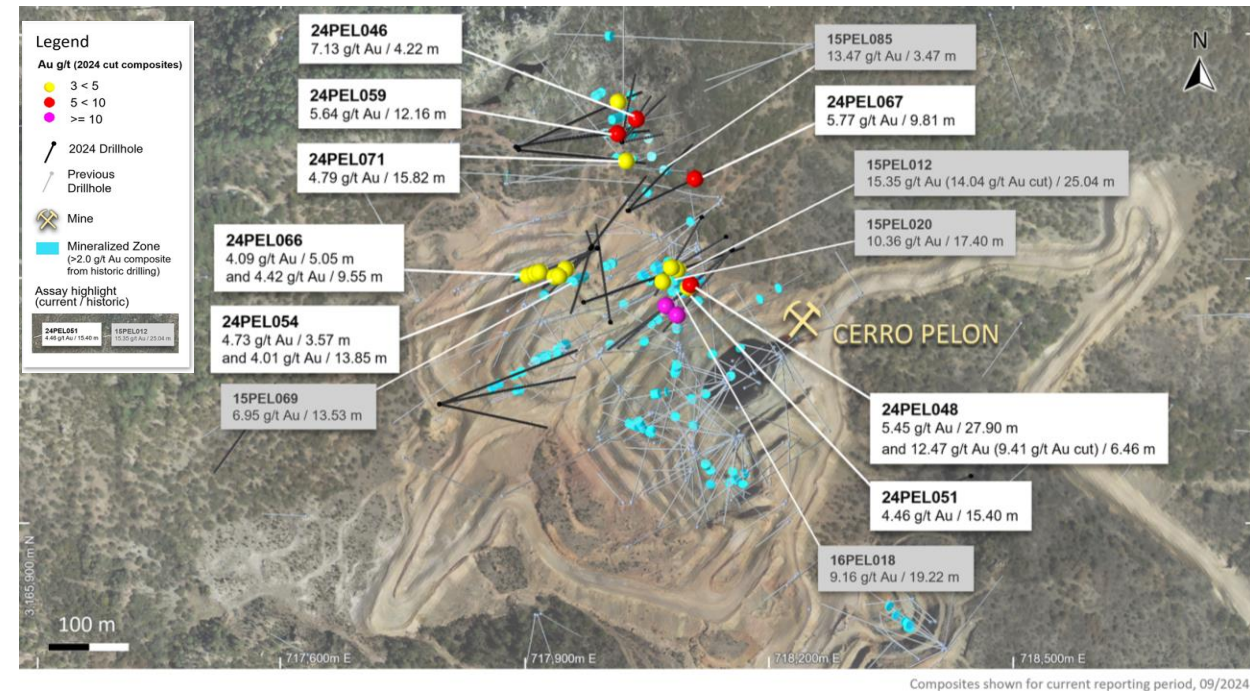 Legend
Au g/t (2024 cut composites)
3 < 5
5 < 10
>= 10
2024 Drillhole
Previous
Drillhole
Mine
Mineralized Zone
(>2.0 g/t Au composite
from historic drilling)
Assay highlight
(current / historic)
24PEL051
4.46 g/t Au / 15.40 m
15PEL012
15.35 g/t Au / 25.04 m
24PEL046
7.13 g/t Au / 4.22 m
24PEL059
5.64 g/t Au / 12.16 m
24PEL071
4.79 g/t Au / 15.82 m
24PEL066
4.09 g/t Au / 5.05 m
and 4.42 g/t Au / 9.55 m
24PEL054
4.73 g/t Au / 3.57 m
and 4.01 g/t Au / 13.85 m
15PEL069
6.95 g/t Au / 13.53 m
15PEL085
13.47 g/t Au / 3.47 m
24PEL067
5.77 g/t Au / 9.81 m
15PEL012
15.35 g/t Au (14.04 g/t Au cut) / 25.04 m
15PEL020
10.36 g/t Au / 17.40 m
N
CERRO PELON
24PEL048
5.45 g/t Au / 27.90 m
and 12.47 g/t Au (9.41 g/t Au cut) / 6.46 m
24PEL051
4.46 g/t Au / 15.40 m
16PEL018
9.16 g/t Au / 19.22 m
3,165,900 m N
100 m
717,600m E
717,900m E
718,200m E
718,500m E
Composites shown for current reporting period, 09/2024